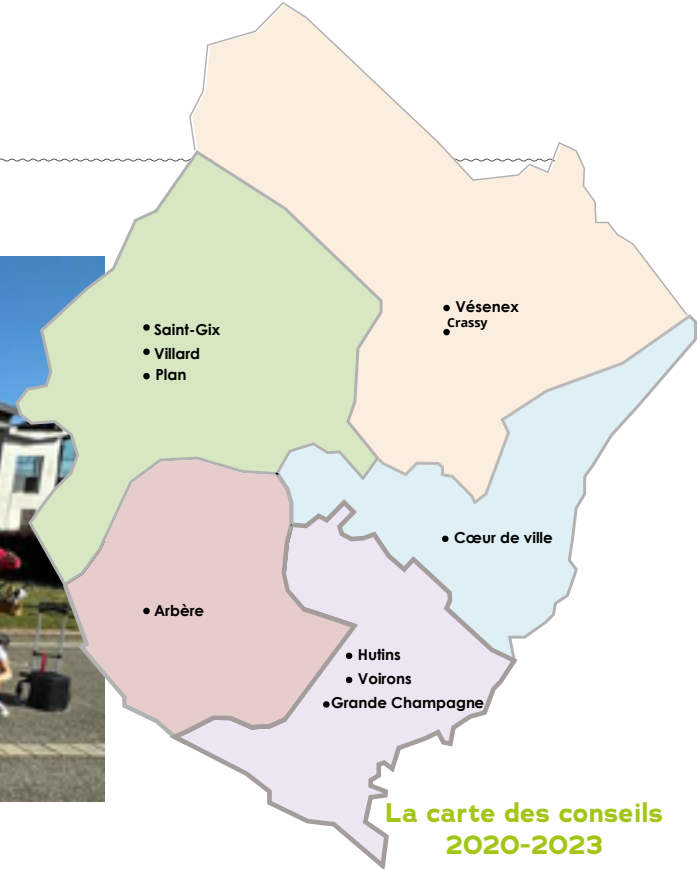 • Vésenex
• Crassy
• Saint-Gix
• Villard
• Plan
• Cœur de ville
• Arbère
• Hutins
• Voirons
• Grande Champagne
La carte des conseils
2020-2023